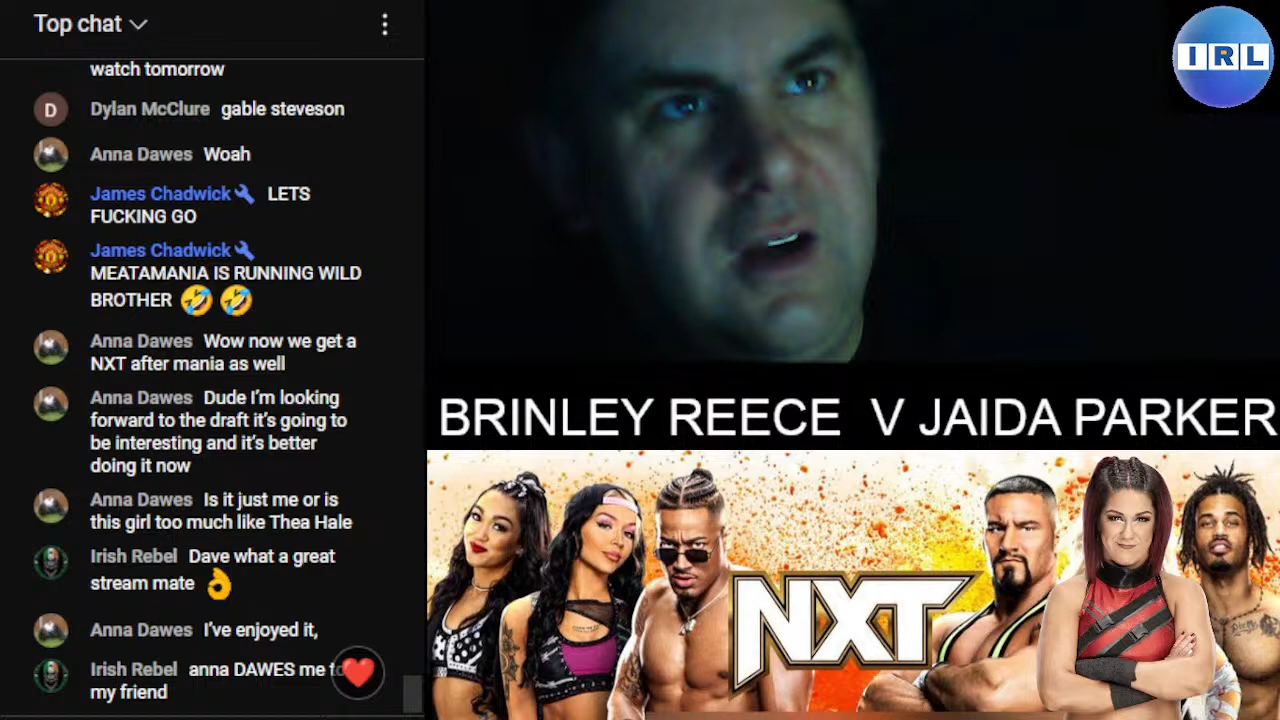 Top chat
watch tomorrow
D
Dylan McClure gable steveson
Anna Dawes Woah
James Chadwick LETS
FUCKING GO
James Chadwick
MEATAMANIA IS RUNNING WILD
BROTHER 🤣 🤣
Anna Dawes Wow now we get a
NXT after mania as well
Anna Dawes Dude I'm looking
forward to the draft it's going to
be interesting and it's better
doing it now
Anna Dawes Is it just me or is
this girl too much like Thea Hale
Irish Rebel Dave what a great
stream mate 👌
Anna Dawes I've enjoyed it,
Irish Rebel anna DAWES me
my friend
IRL
BRINLEY REECE V JAIDA PARKER
NXT